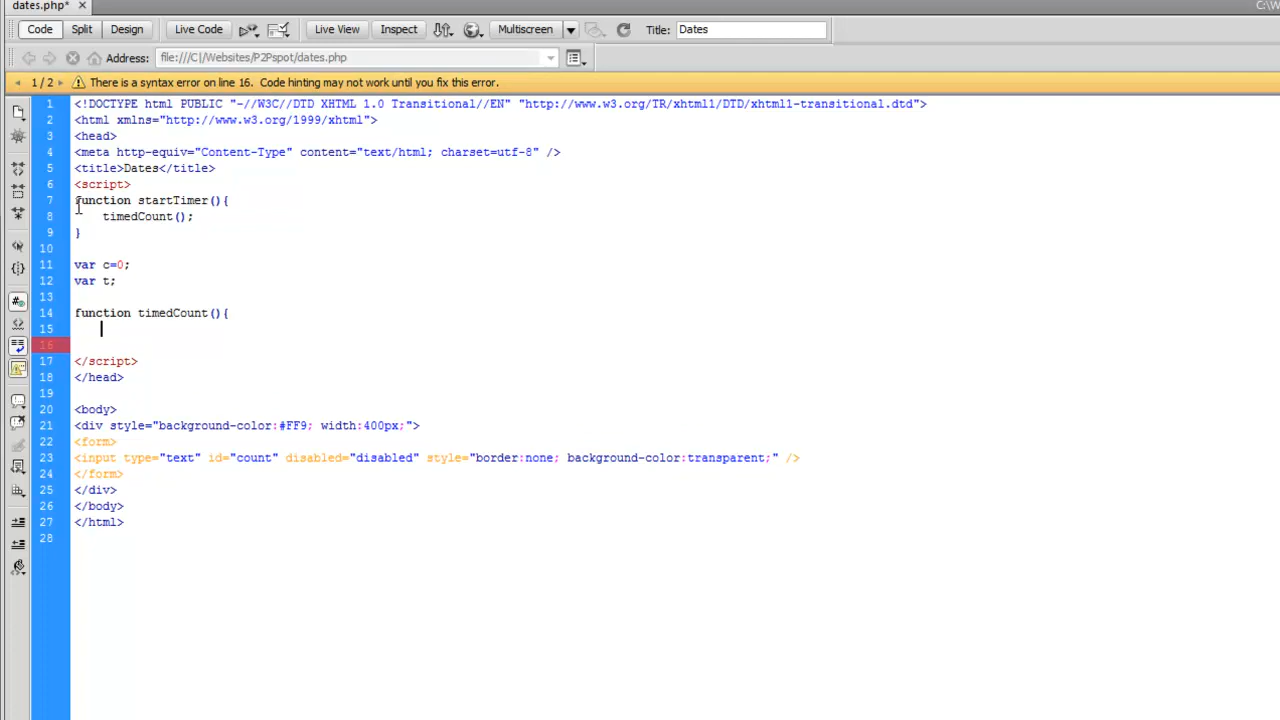 dates.php* ×
C:\W
Code Split Design Live Code Live View Inspect Multiscreen Title: Dates
Address: file:///C|/Websites/P2Pspot/dates.php
1 / 2 There is a syntax error on line 16. Code hinting may not work until you fix this error.
1 <!DOCTYPE html PUBLIC "-//W3C//DTD XHTML 1.0 Transitional//EN" "http://www.w3.org/TR/xhtml1/DTD/xhtml1-transitional.dtd">
2 <html xmlns="http://www.w3.org/1999/xhtml">
3 <head>
4 <meta http-equiv="Content-Type" content="text/html; charset=utf-8" />
5 <title>Dates</title>
6 <script>
7 function startTimer(){
8 timedCount();
9 }
10
11 var c=0;
12 var t;
13
14 function timedCount(){
15
16
17 </script>
18 </head>
19
20 <body>
21 <div style="background-color:#FF9; width:400px;">
22 <form>
23 <input type="text" id="count" disabled="disabled" style="border:none; background-color:transparent;" />
24 </form>
25 </div>
26 </body>
27 </html>
28